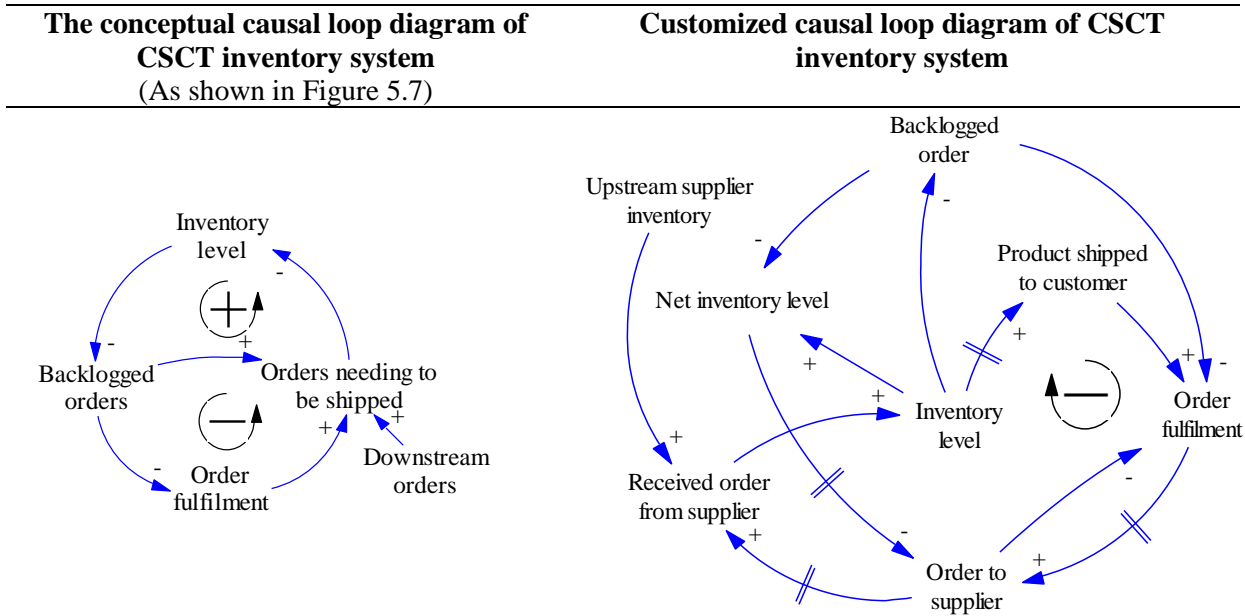 The conceptual causal loop diagram of
CSCT inventory system
(As shown in Figure 5.7)
Customized causal loop diagram of CSCT
inventory system
Inventory
level
-
-
+
Backlogged
orders
Orders needing to
be shipped
+
+
-
Order
fulfilment
Downstream
orders
Backlogged
order
Upstream supplier
inventory
-
-
Product shipped
to customer
Net inventory level
+
+
+
+
-
Inventory
level
Order
fulfilment
+
Received order
from supplier
+
-
-
+
Order to
supplier